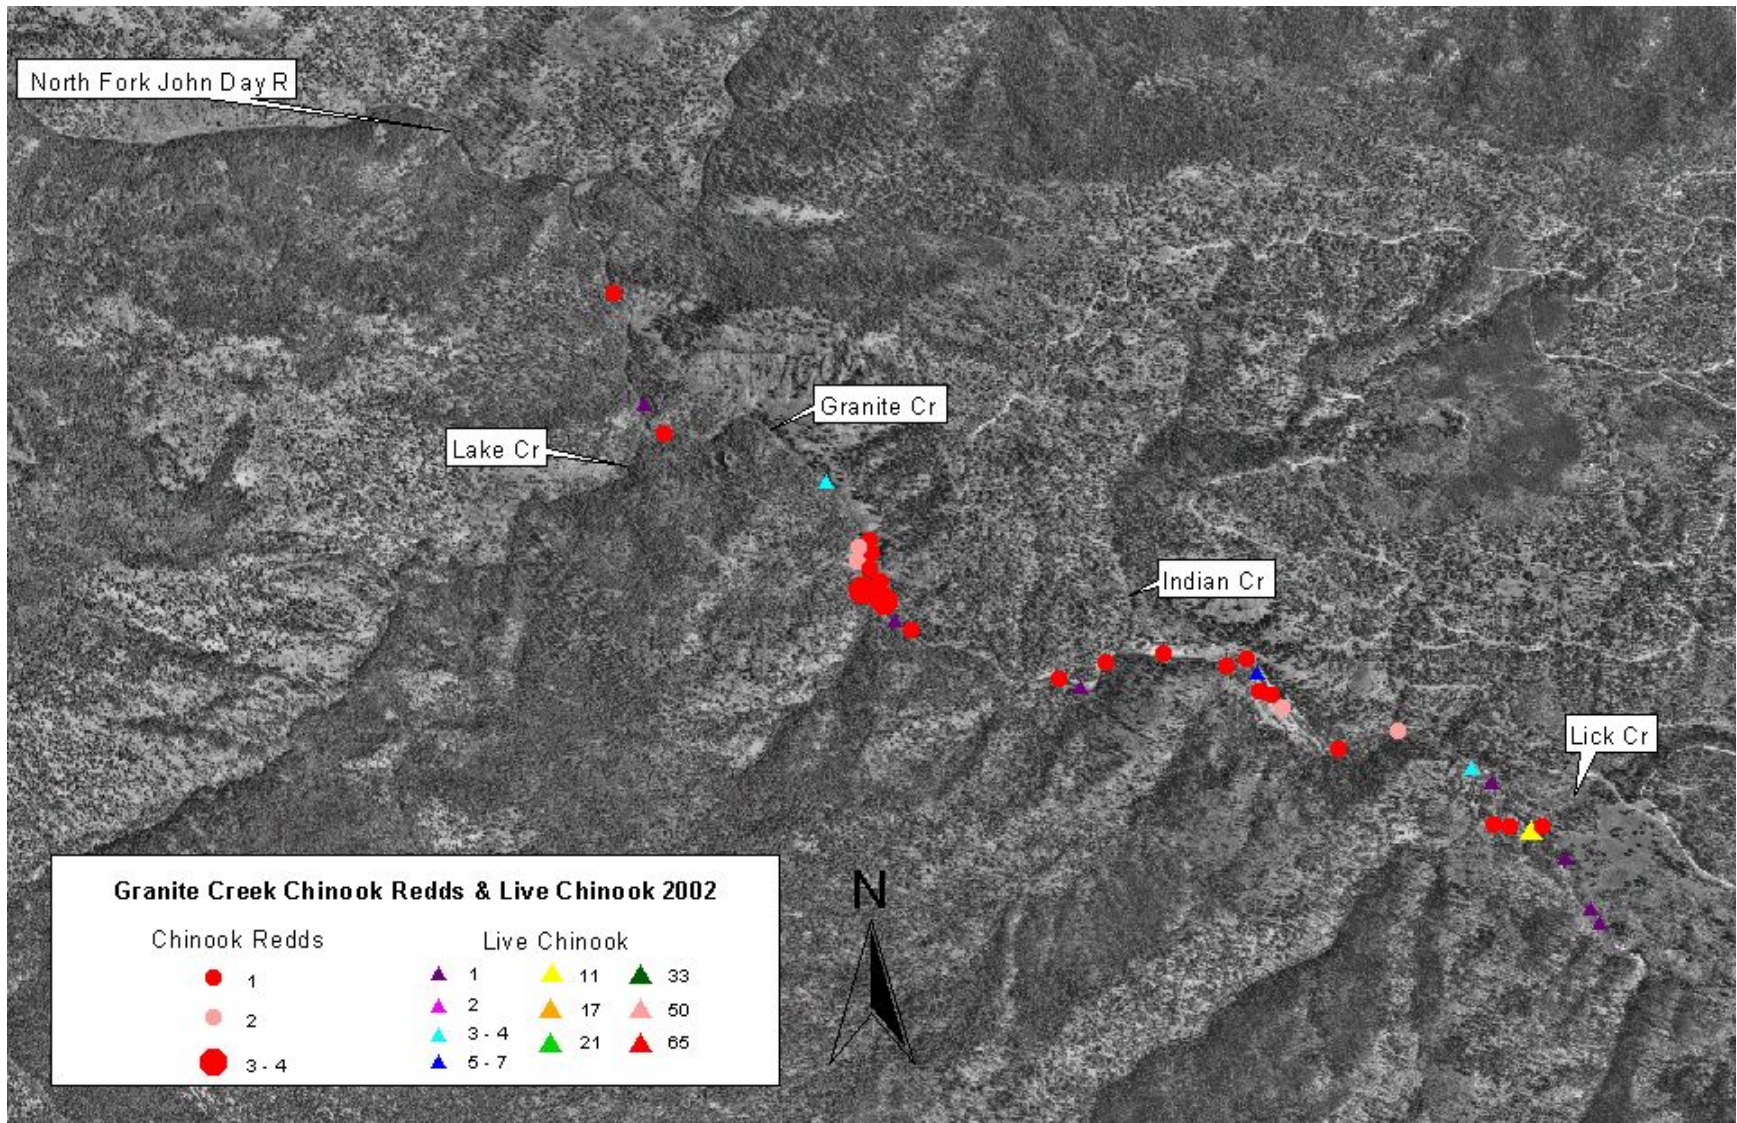 North Fork John Day R
Granite Cr
Lake Cr
Indian Cr
Lick Cr
N
Granite Creek Chinook Redds & Live Chinook 2002
Chinook Redds
1
2
3 - 4
Live Chinook
1
2
3 - 4
5 - 7
11
17
21
33
50
65